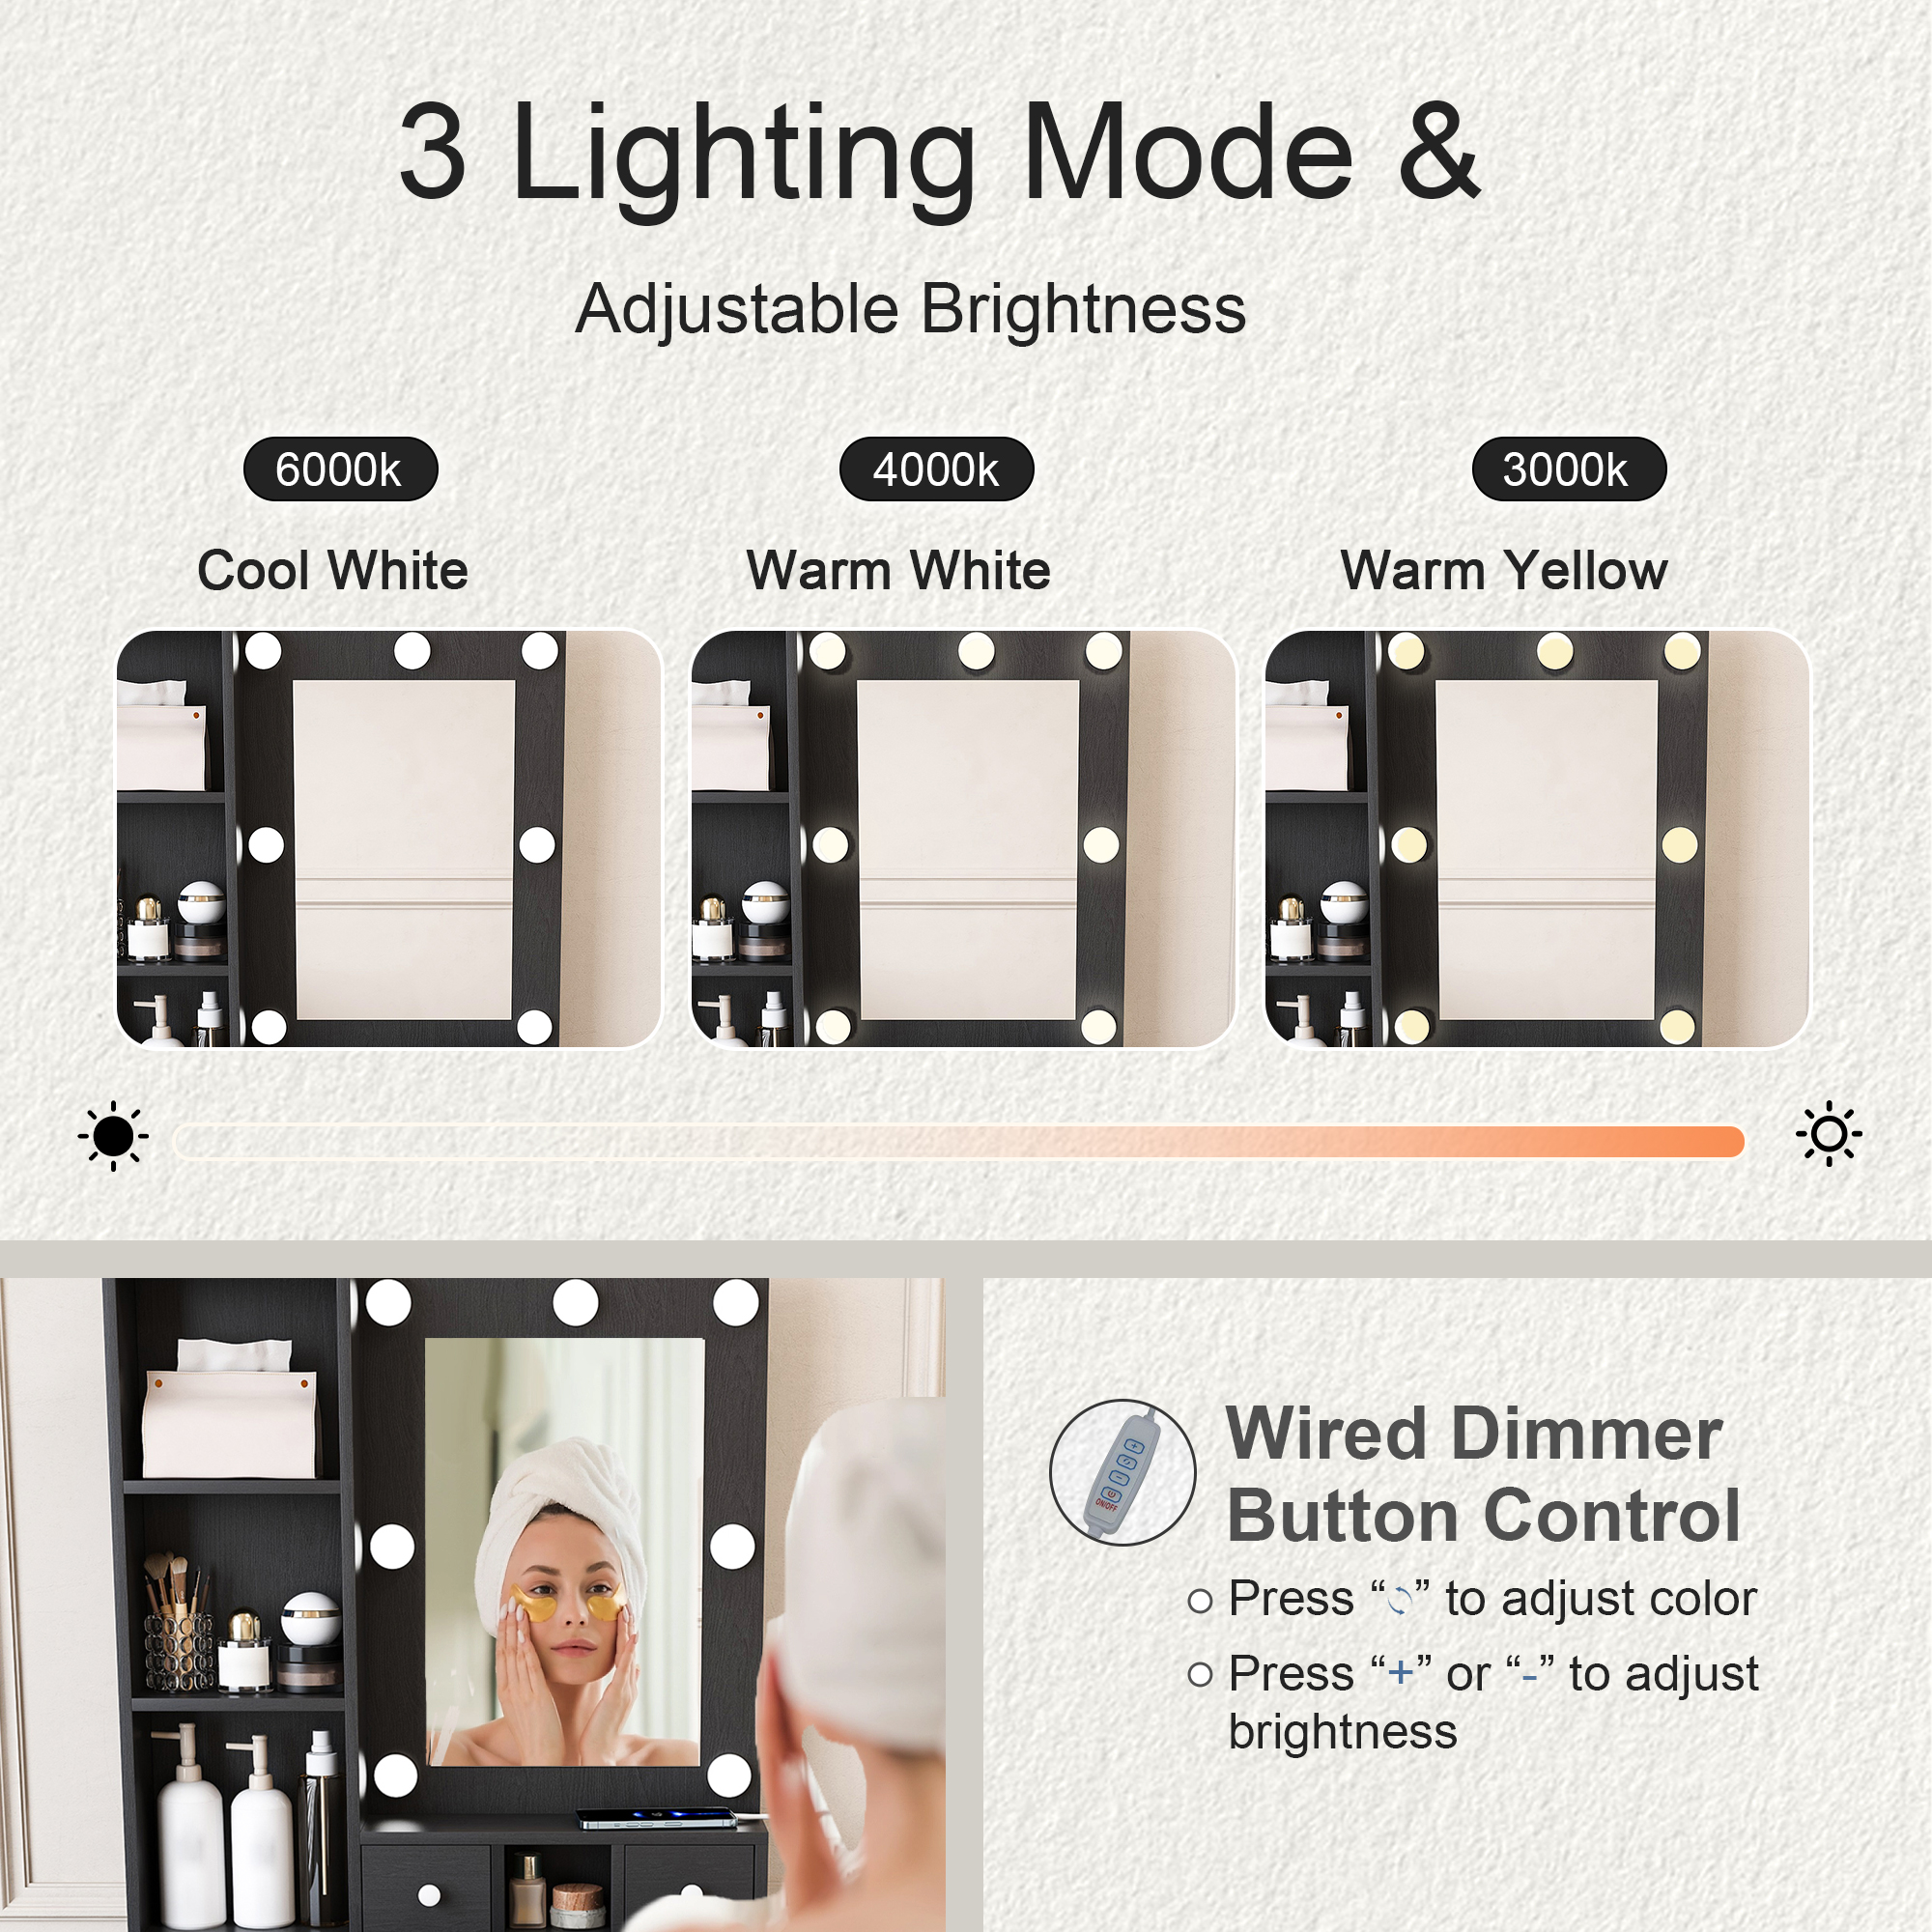 3 Lighting Mode &
Adjustable Brightness
6000k
4000k
3000k
Cool White
Warm White
Warm Yellow
Wired Dimmer
Button Control
ON/OFF
Press “” to adjust color
Press “+” or “-” to adjust
brightness